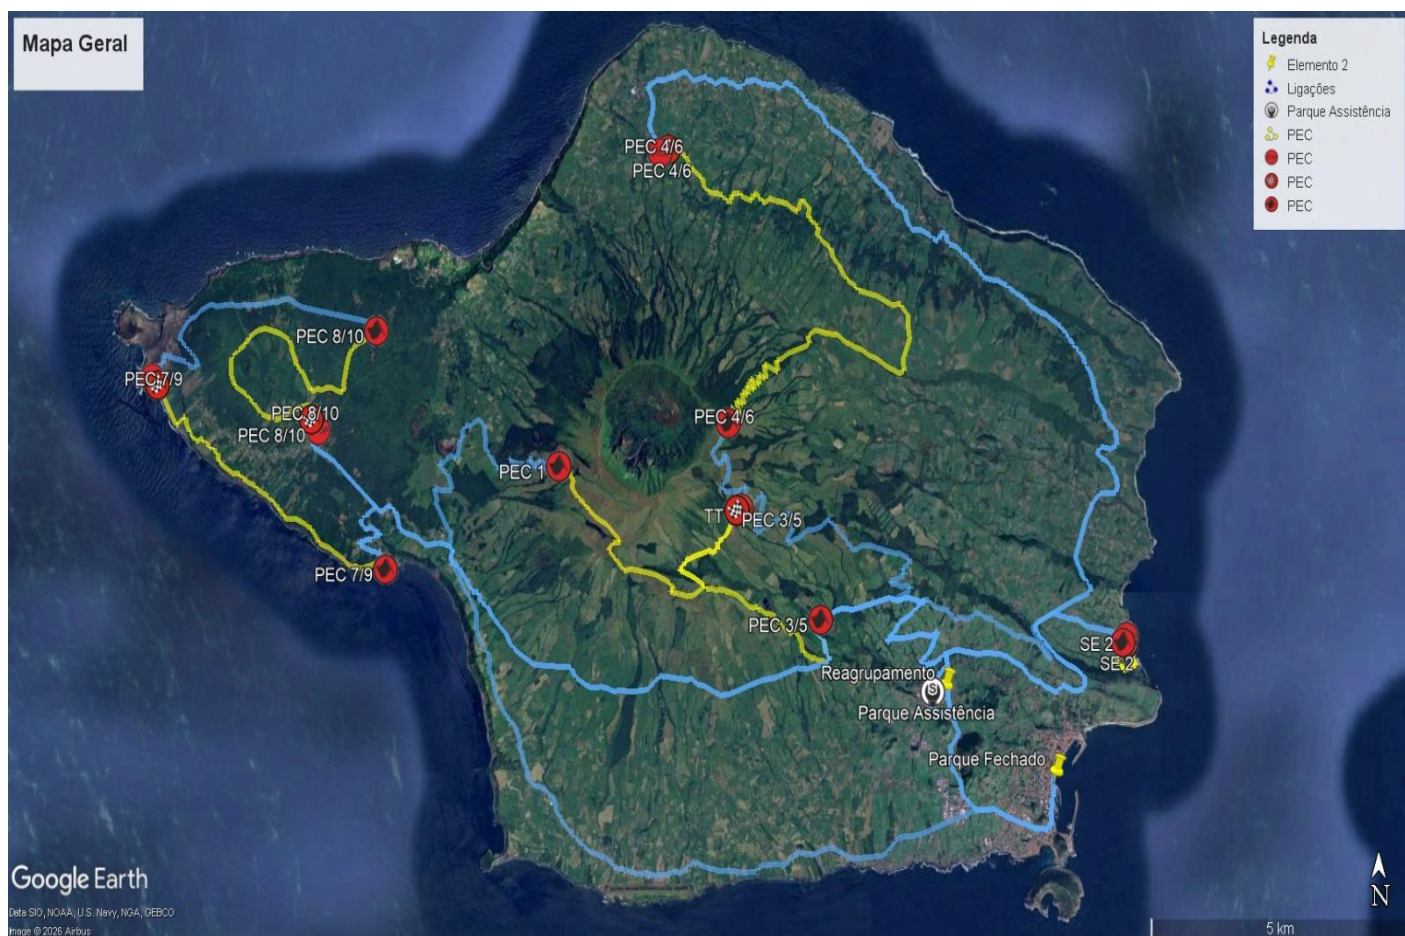 Mapa Geral
Legenda
Elemento 2
Ligações
Parque Assistência
PEC
PEC
PEC
PEC
PEC 4/6
PEC 4/6
PEC 8/10
PEC 7/9
PEC 8/10
PEC 8/10
PEC 4/6
PEC 1
TT
PEC 3/5
PEC 7/9
PEC 3/5
SE 2
SE 2
Reagrupamento
S
Parque Assistência
Parque Fechado
Google Earth
Data SIO, NOAA, U.S. Navy, NGA, GEBCO
Image © 2026 Airbus
N
5 km